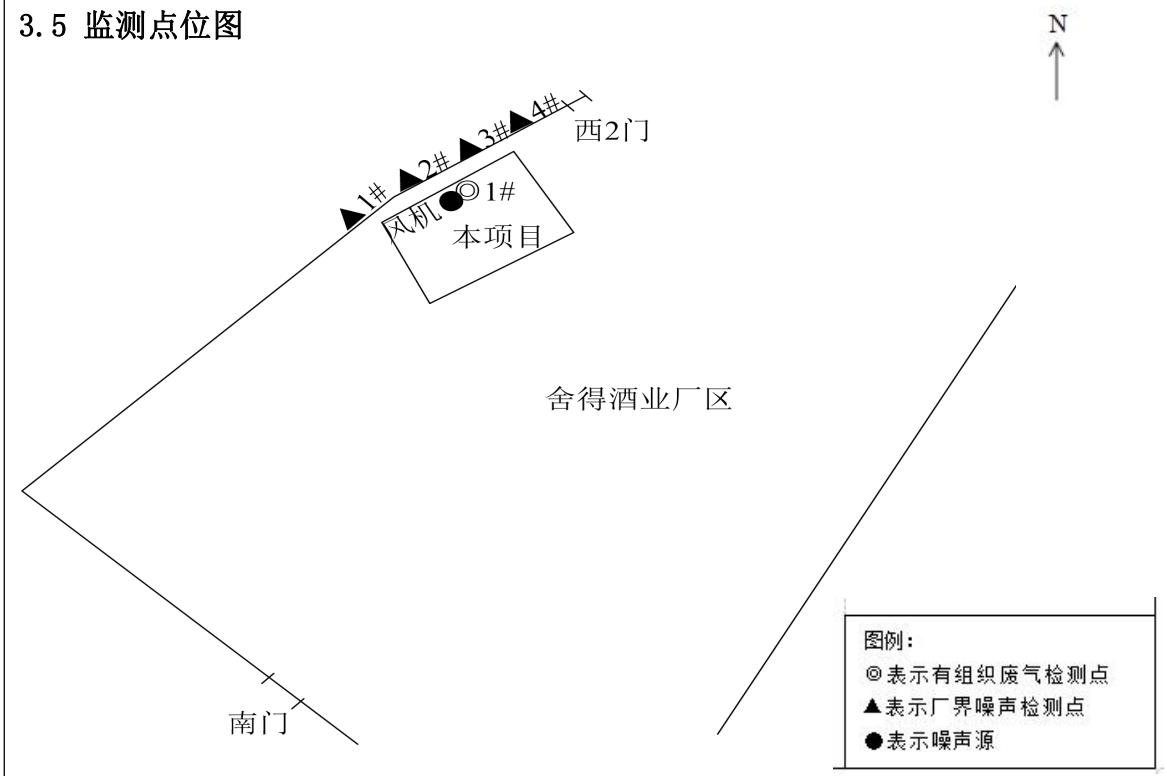 3.5 监测点位图
N
4#
3#
西2门
2#
1#
1#
风机
本项目
舍得酒业厂区
南门
图例：
◎表示有组织废气检测点
▲表示厂界噪声检测点
●表示噪声源